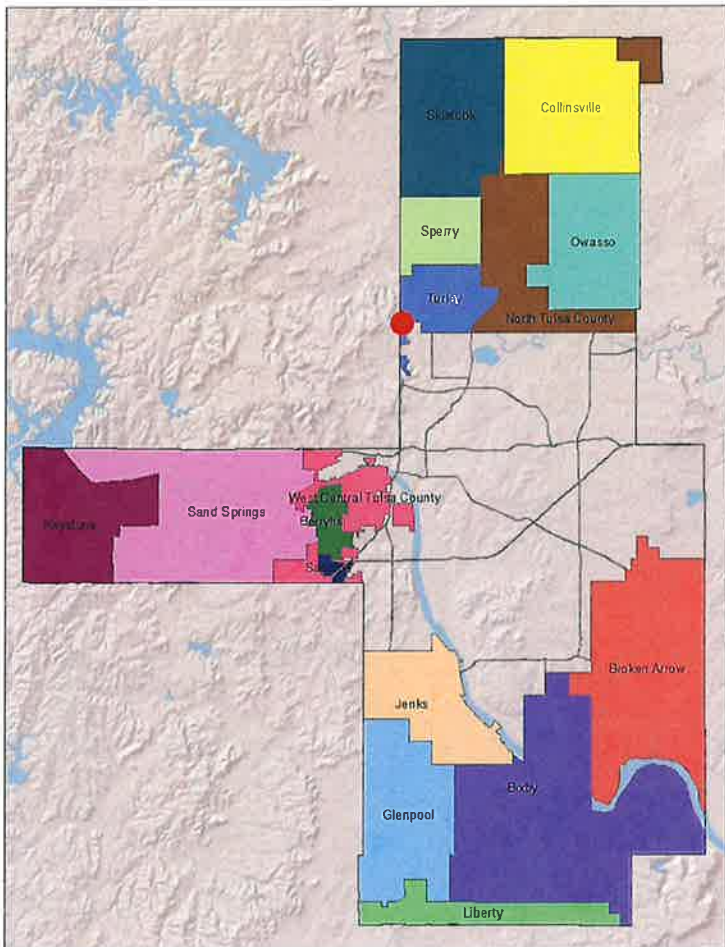 Skiatook
Collinsville
Sperry
Owasso
Turley
North Tulsa County
West Central Tulsa County
Sand Springs
Keystone
Berryhill
Broken Arrow
Jenks
Bixby
Glenpool
Liberty